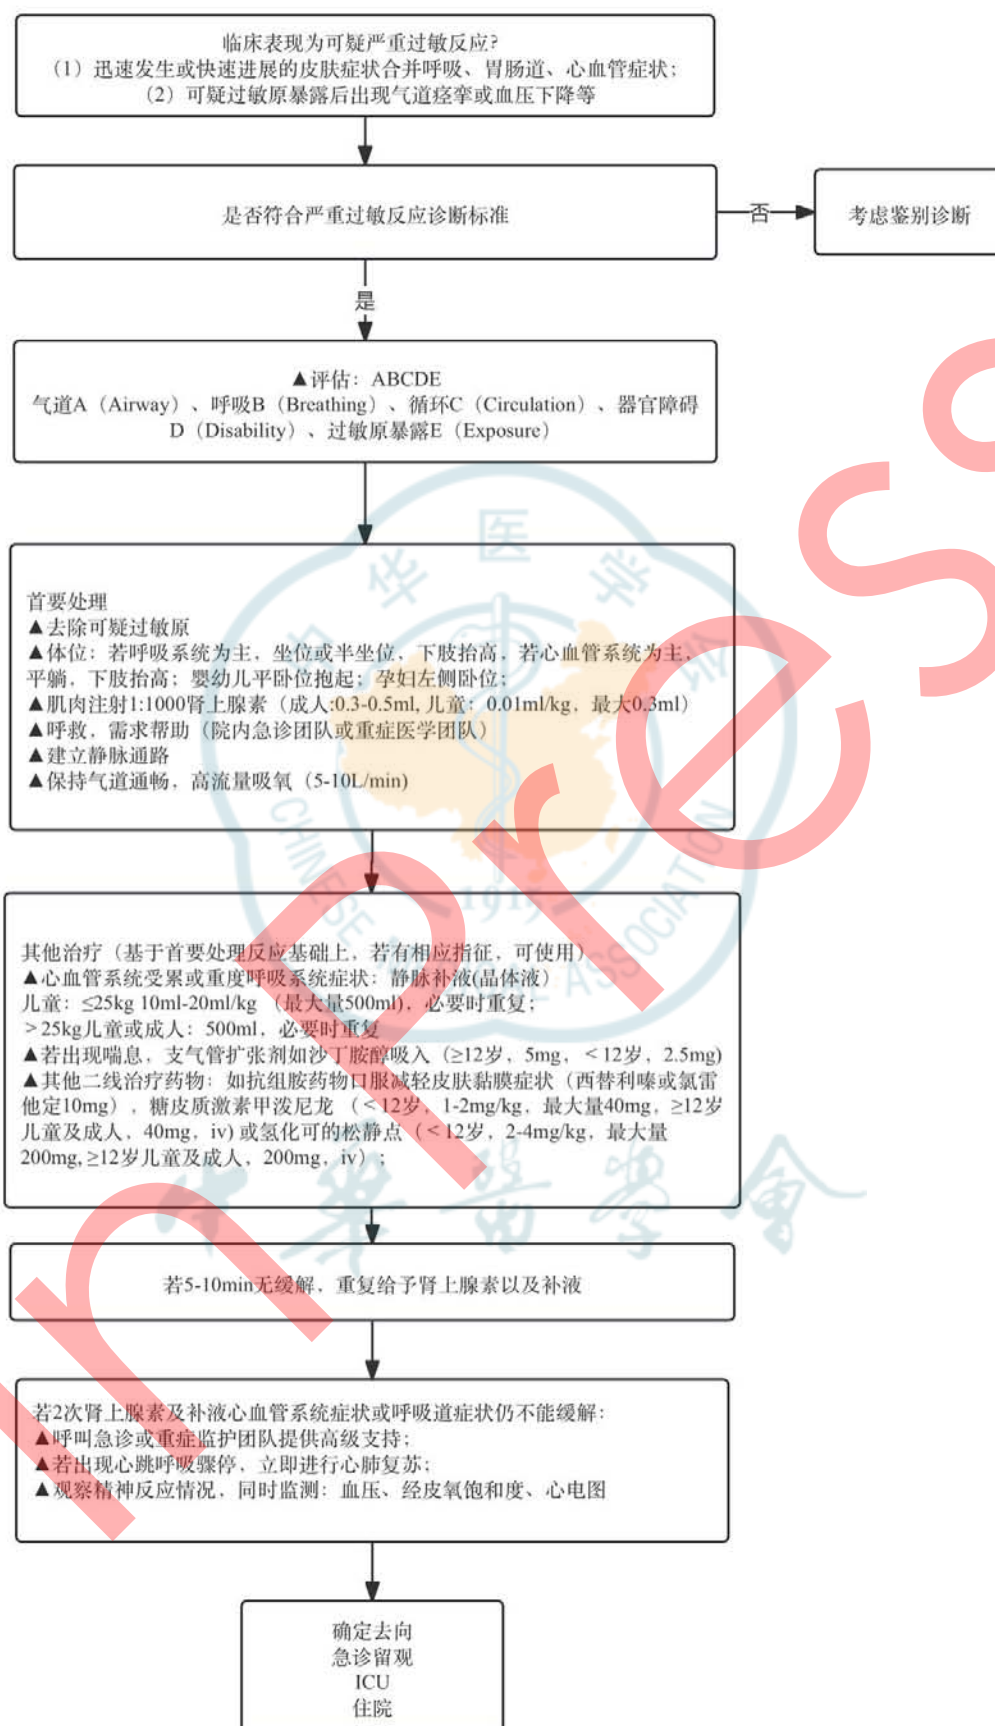 临床表现为可疑严重过敏反应?
（1）迅速发生或快速进展的皮肤症状合并呼吸、胃肠道、心血管症状；
（2）可疑过敏原暴露后出现气道痉挛或血压下降等
是否符合严重过敏反应诊断标准
否
考虑鉴别诊断
是
▲评估：ABCDE
气道A（Airway）、呼吸B（Breathing）、循环C（Circulation）、器官障碍
D（Disability）、过敏原暴露E（Exposure）
首要处理
▲去除可疑过敏原
▲体位：若呼吸系统为主，坐位或半坐位，下肢抬高，若心血管系统为主，
平躺，下肢抬高；婴幼儿平卧位抱起；孕妇左侧卧位；
▲肌肉注射1:1000肾上腺素（成人:0.3-0.5ml, 儿童：0.01ml/kg，最大0.3ml）
▲呼救，需求帮助（院内急诊团队或重症医学团队）
▲建立静脉通路
▲保持气道通畅，高流量吸氧（5-10L/min)
其他治疗（基于首要处理反应基础上，若有相应指征，可使用）
▲心血管系统受累或重度呼吸系统症状：静脉补液(晶体液）
儿童：≤25kg 10ml-20ml/kg （最大量500ml)，必要时重复；
>25kg儿童或成人：500ml，必要时重复
▲若出现喘息，支气管扩张剂如沙丁胺醇吸入（≥12岁，5mg，<12岁，2.5mg)
▲其他二线治疗药物：如抗组胺药物口服减轻皮肤黏膜症状（西替利嗪或氯雷
他定10mg），糖皮质激素甲泼尼龙 （<12岁，1-2mg/kg，最大量40mg，≥12岁
儿童及成人，40mg，iv) 或氢化可的松静点（<12岁，2-4mg/kg，最大量
200mg, ≥12岁儿童及成人，200mg，iv）;
若5-10min无缓解，重复给予肾上腺素以及补液
若2次肾上腺素及补液心血管系统症状或呼吸道症状仍不能缓解：
▲呼叫急诊或重症监护团队提供高级支持；
▲若出现心跳呼吸骤停，立即进行心肺复苏；
▲观察精神反应情况，同时监测：血压、经皮氧饱和度、心电图
确定去向
急诊留观
ICU
住院
中华医学会
CHINESE MEDICAL ASSOCIATION
1915
中華醫學會
In Press